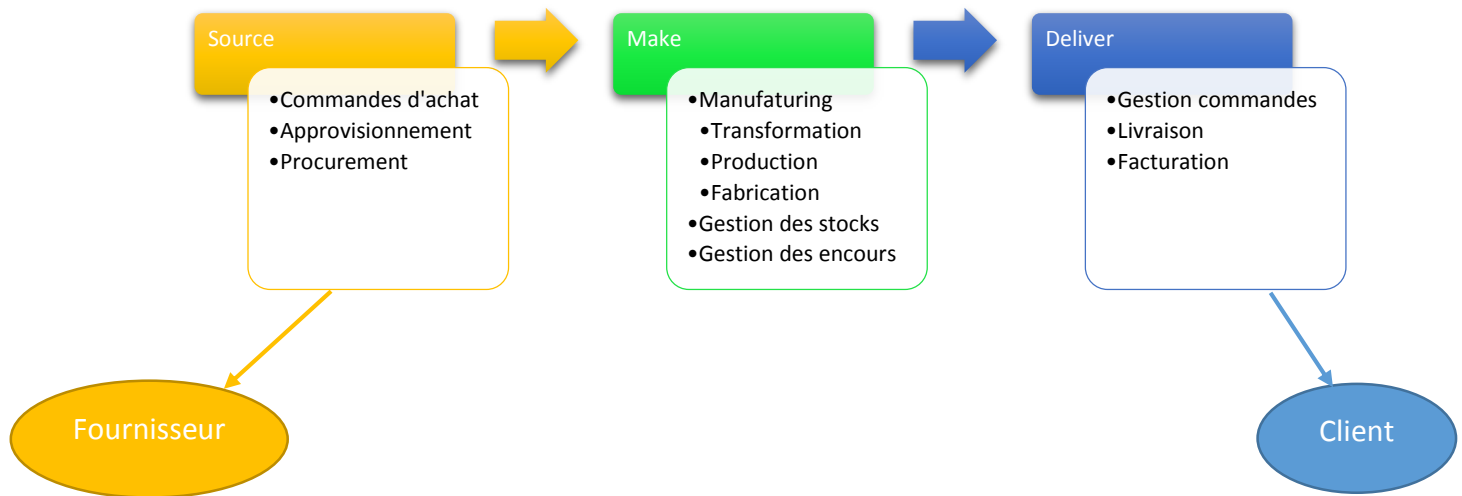 Source
•Commandes d'achat
•Approvisionnement
•Procurement
Make
•Manufaturing
•Transformation
•Production
•Fabrication
•Gestion des stocks
•Gestion des encours
Deliver
•Gestion commandes
•Livraison
•Facturation
Fournisseur
Client